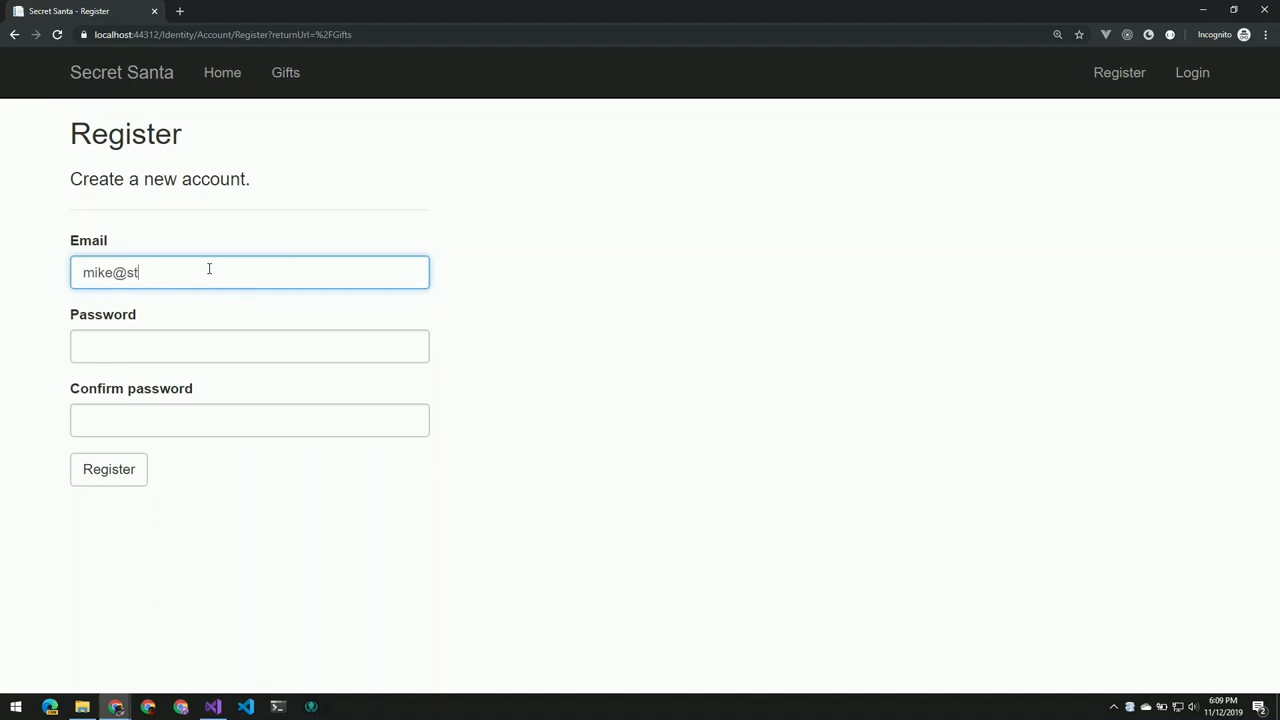 Secret Santa - Register
localhost:44312/Identity/Account/Register?returnUrl=%2FGifts
Incognito
Secret Santa Home Gifts Register Login
Register
Create a new account.
Email
mike@st
Password
Confirm password
Register
6:09 PM
11/12/2019
2